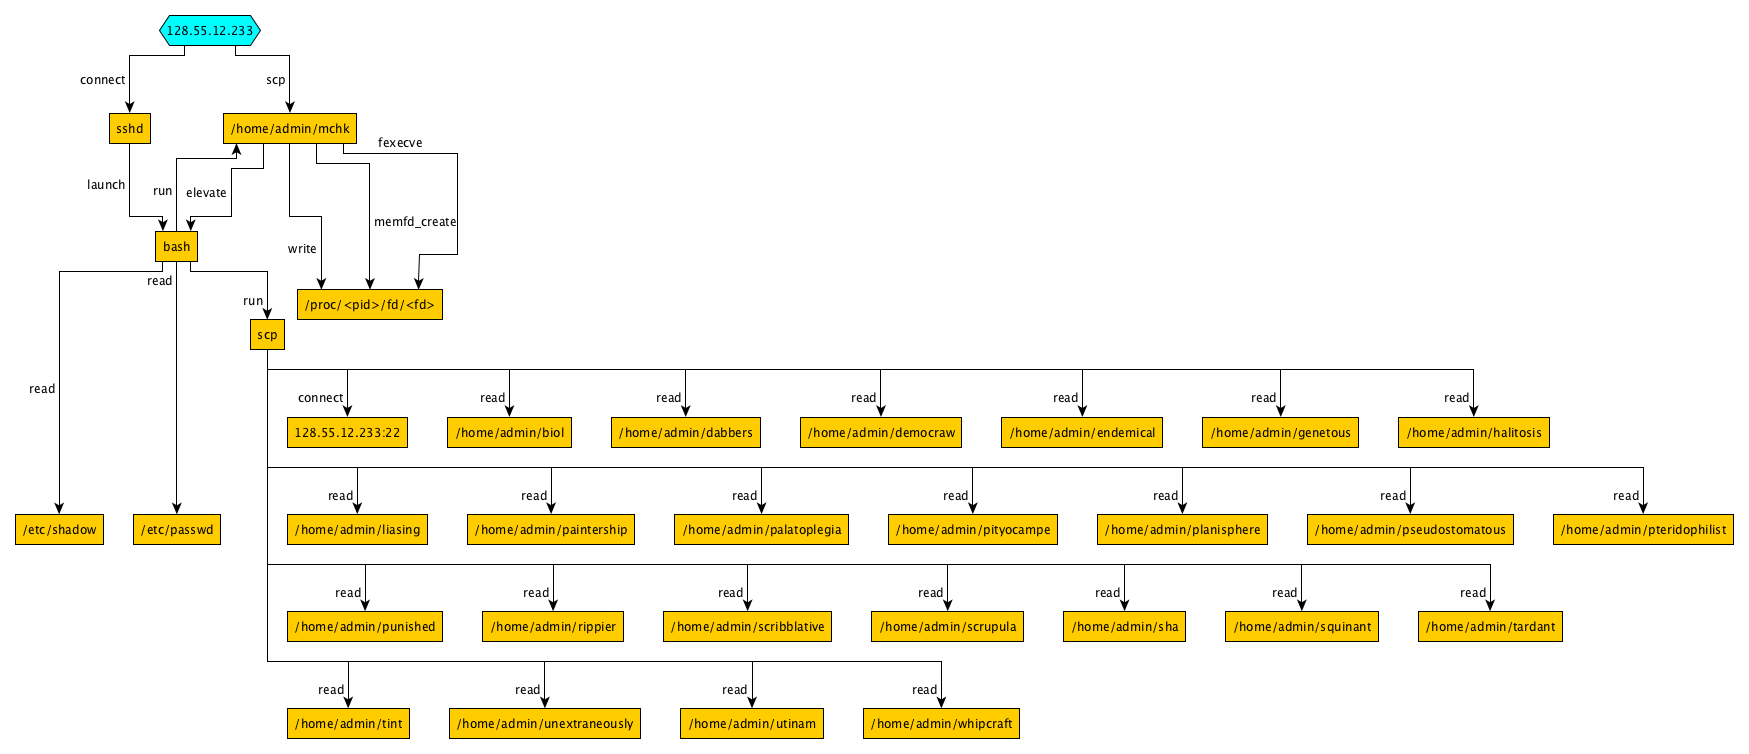 128.55.12.233
connect
scp
sshd
/home/admin/mchk
fexecve
launch
run
elevate
memfd_create
write
bash
read
run
/proc/<pid>/fd/<fd>
scp
read
connect
read
read
read
read
read
read
128.55.12.233:22
/home/admin/biol
/home/admin/dabbers
/home/admin/democraw
/home/admin/endemical
/home/admin/genetous
/home/admin/halitosis
read
read
read
read
read
read
read
/etc/shadow
/etc/passwd
/home/admin/liasing
/home/admin/paintership
/home/admin/palatoplegia
/home/admin/pityocampe
/home/admin/planisphere
/home/admin/pseudostomatous
/home/admin/pteridophilist
read
read
read
read
read
read
read
/home/admin/punished
/home/admin/rippier
/home/admin/scribblative
/home/admin/scrupula
/home/admin/sha
/home/admin/squinant
/home/admin/tardant
read
read
read
read
/home/admin/tint
/home/admin/unextraneously
/home/admin/utinam
/home/admin/whipcraft